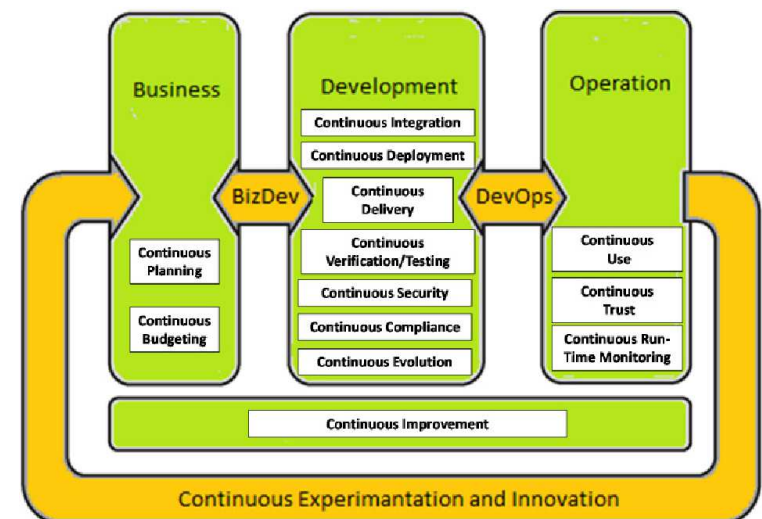 Business
Continuous
Planning
Continuous
Budgeting
BizDev
Development
Continuous Integration
Continuous Deployment
Continuous
Delivery
Continuous
Verification/Testing
Continuous Security
Continuous Compliance
Continuous Evolution
DevOps
Operation
Continuous
Use
Continuous
Trust
Continuous Run-
Time Monitoring
Continuous Improvement
Continuous Experimantation and Innovation